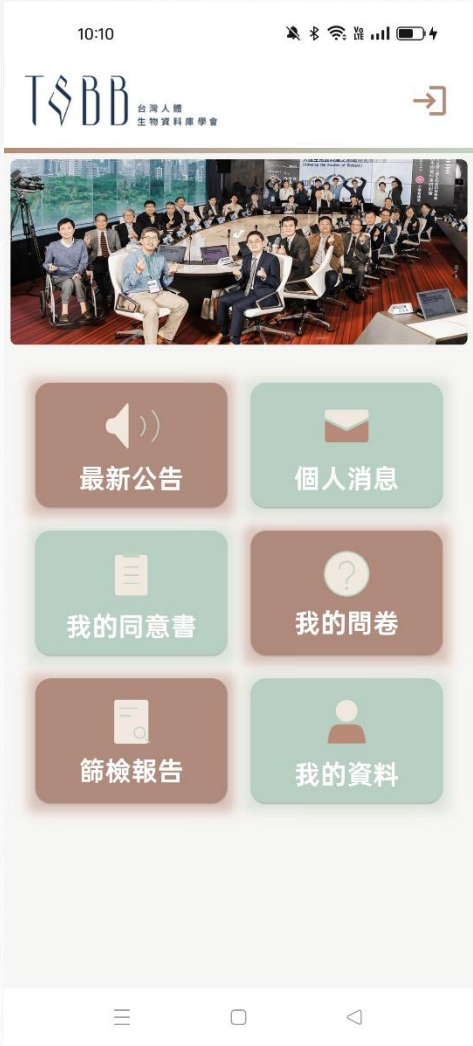 10:10
Vo
LTE
TSBB
台灣人體
生物資料庫學會
最新公告
個人消息
我的同意書
我的問卷
篩檢報告
我的資料